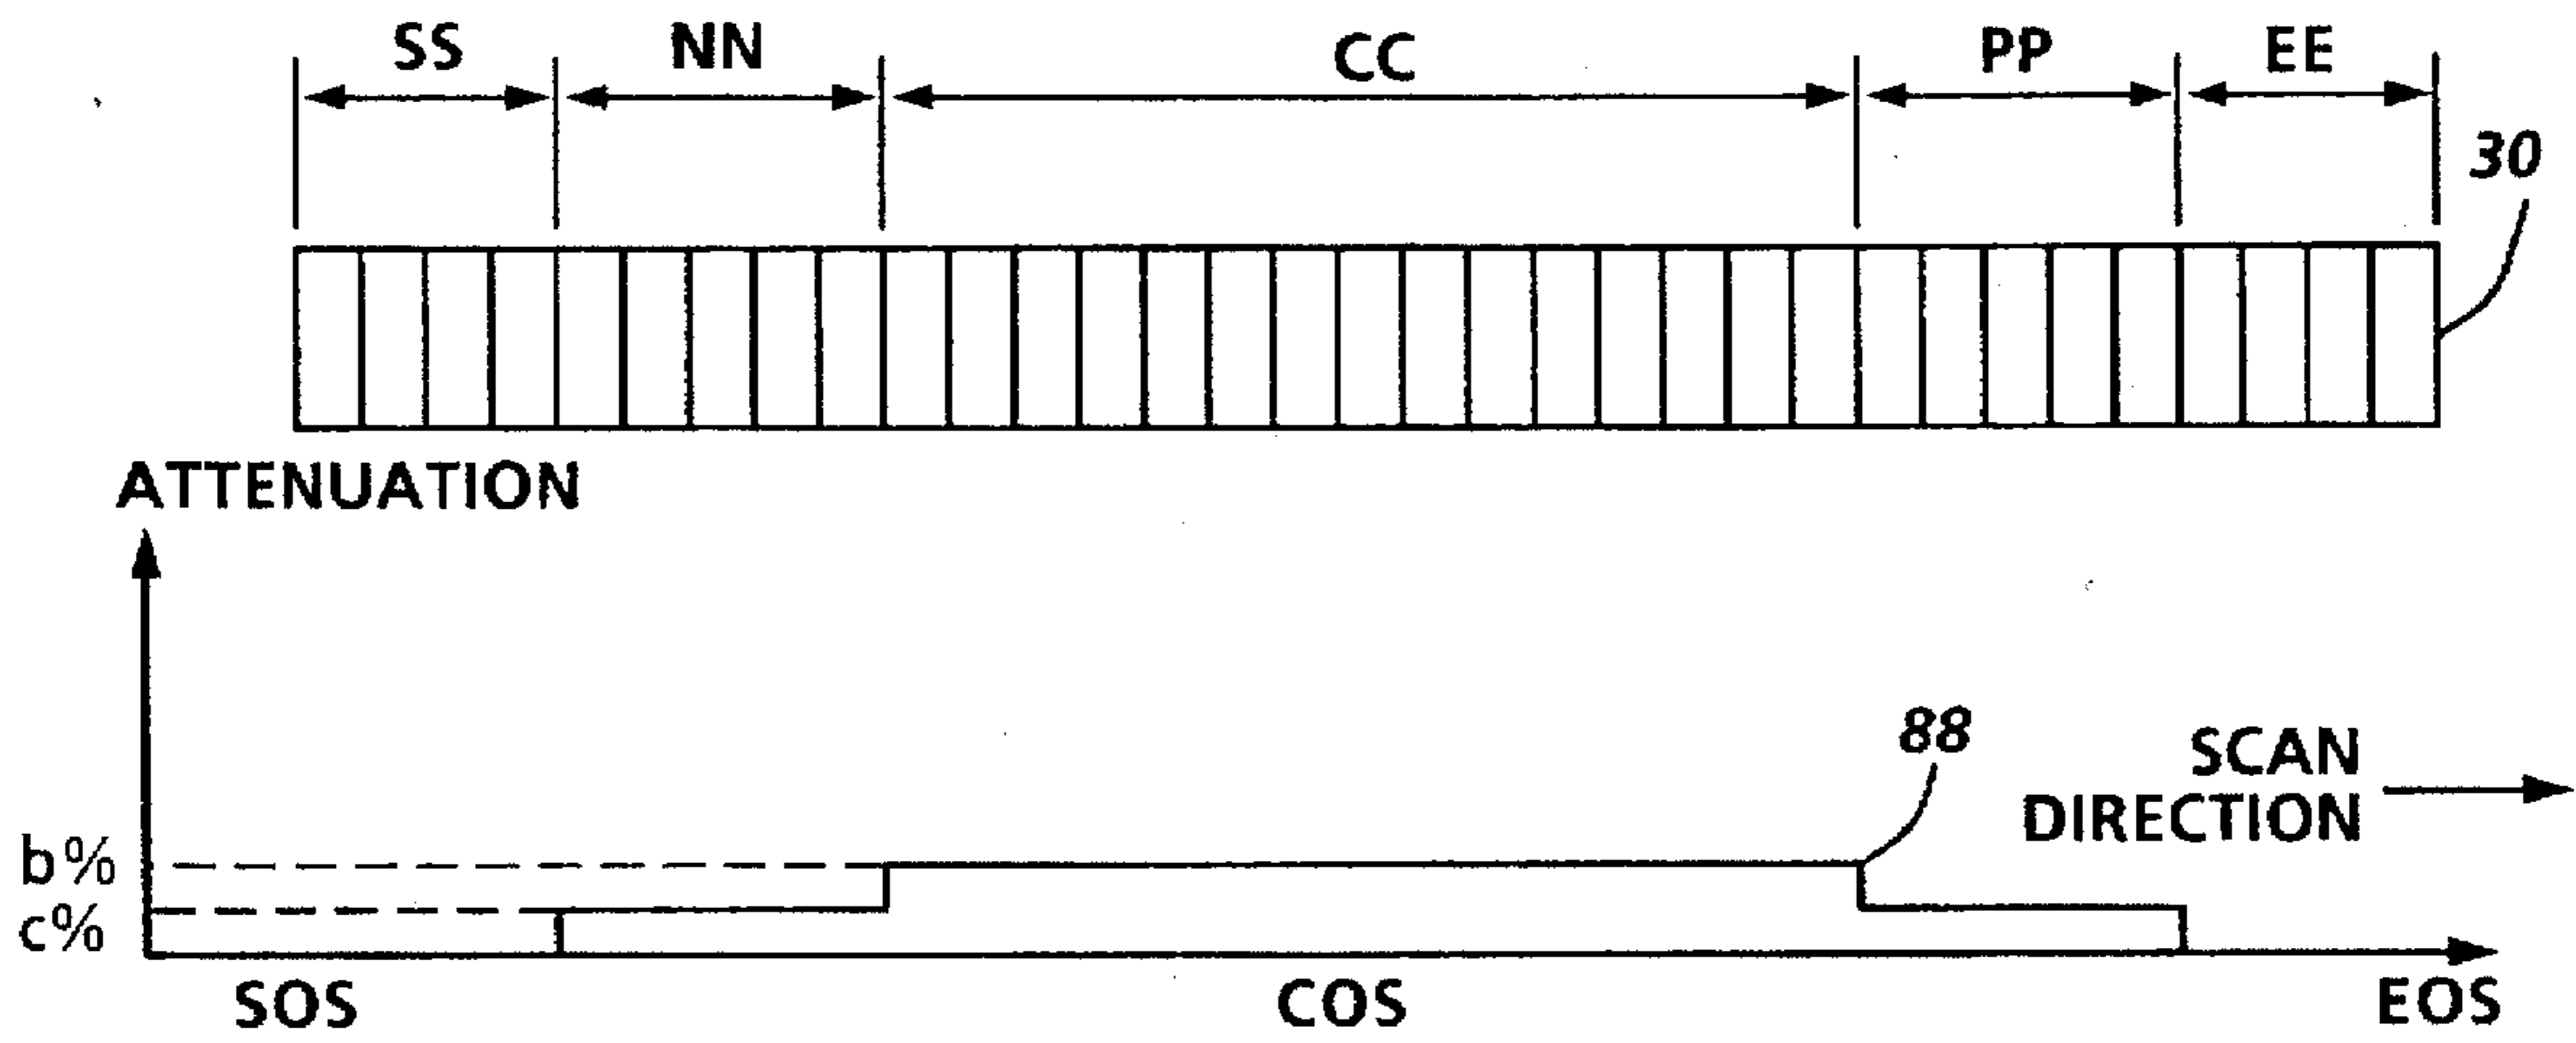 SS NN CC PP EE
30
ATTENUATION
88
SCAN
DIRECTION
b%
c%
SOS COS EOS